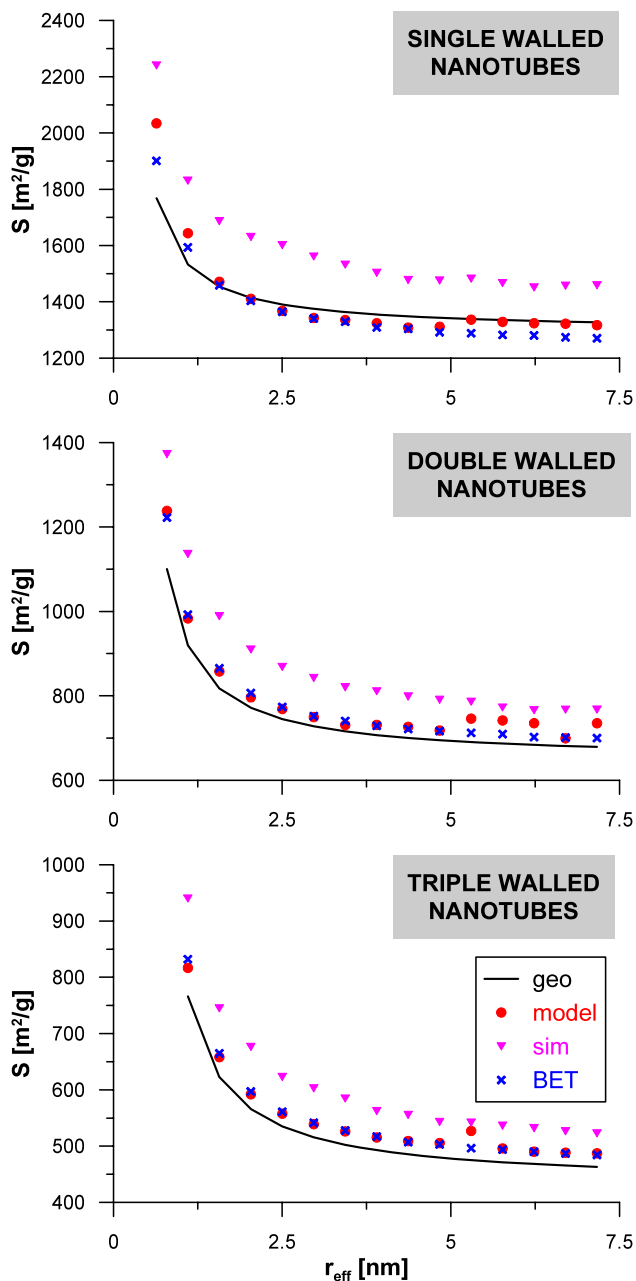 SINGLE WALLED
NANOTUBES
S [m²/g]
2400
2200
2000
1800
1600
1400
1200
0
2.5
5
7.5
DOUBLE WALLED
NANOTUBES
S [m²/g]
1400
1200
1000
800
600
0
2.5
5
7.5
TRIPLE WALLED
NANOTUBES
S [m²/g]
1000
900
800
700
600
500
400
geo
model
sim
BET
0
2.5
5
7.5
r_eff [nm]